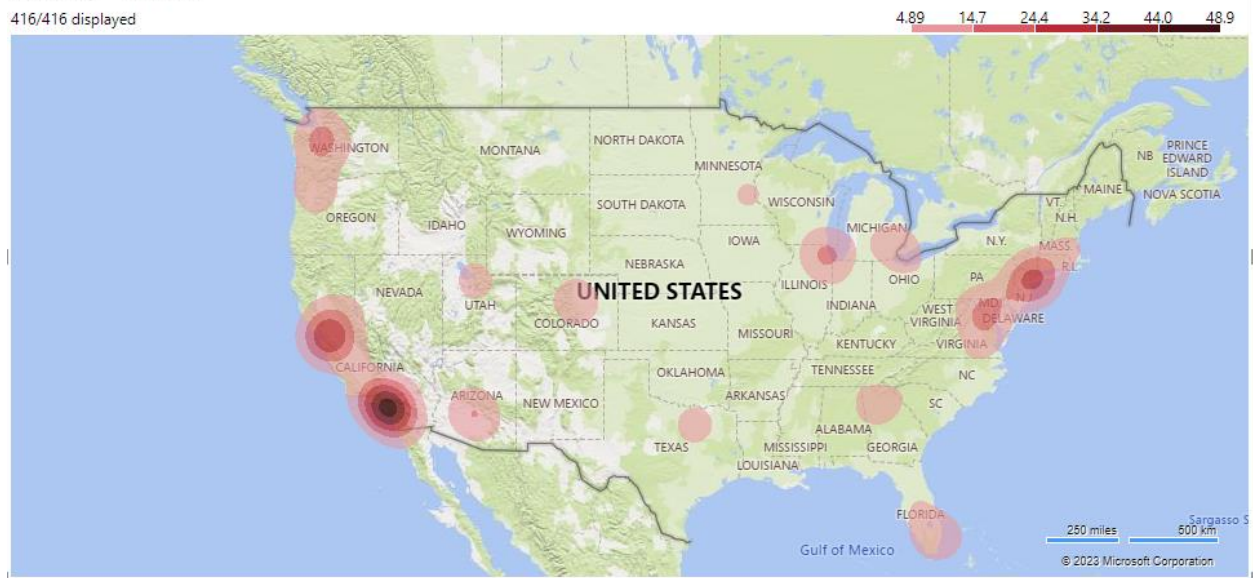 416/416 displayed
4.89 14.7 24.4 34.2 44.0 48.9
WASHINGTON
MONTANA
NORTH DAKOTA
MINNESOTA
NB
PRINCE
EDWARD
ISLAND
MAINE
NOVA SCOTIA
OREGON
IDAHO
WYOMING
SOUTH DAKOTA
WISCONSIN
MICHIGAN
VT.
N.H.
N.Y.
MASS.
R.I.
IOWA
NEBRASKA
NEVADA
UTAH
COLORADO
UNITED STATES
KANSAS
ILLINOIS
INDIANA
OHIO
PA
N.J.
MD
DELAWARE
WEST
VIRGINIA
VIRGINIA
MISSOURI
KENTUCKY
CALIFORNIA
ARIZONA
NEW MEXICO
OKLAHOMA
ARKANSAS
TENNESSEE
NC
SC
TEXAS
LOUISIANA
MISSISSIPPI
ALABAMA
GEORGIA
FLORIDA
Gulf of Mexico
Sargasso S
250 miles 500 km
© 2023 Microsoft Corporation